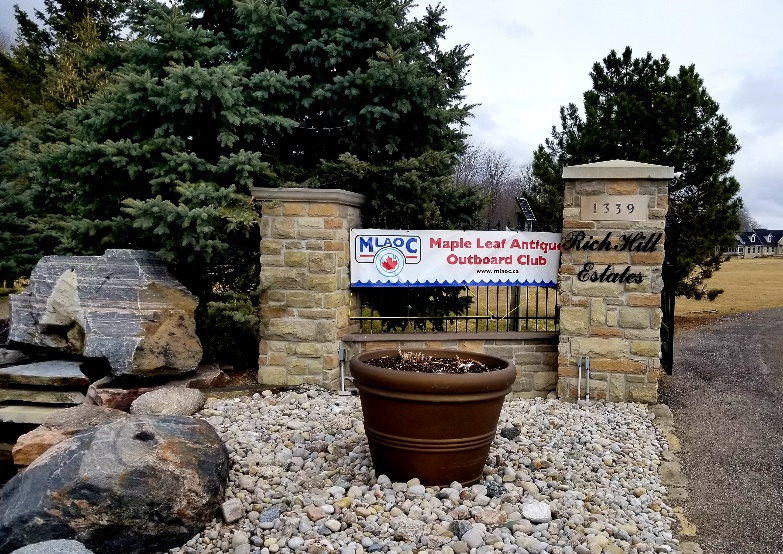 MLAOC
Maple Leaf Antique
Outboard Club
www.mlaoc.ca
1339
Rich Hill
Estates